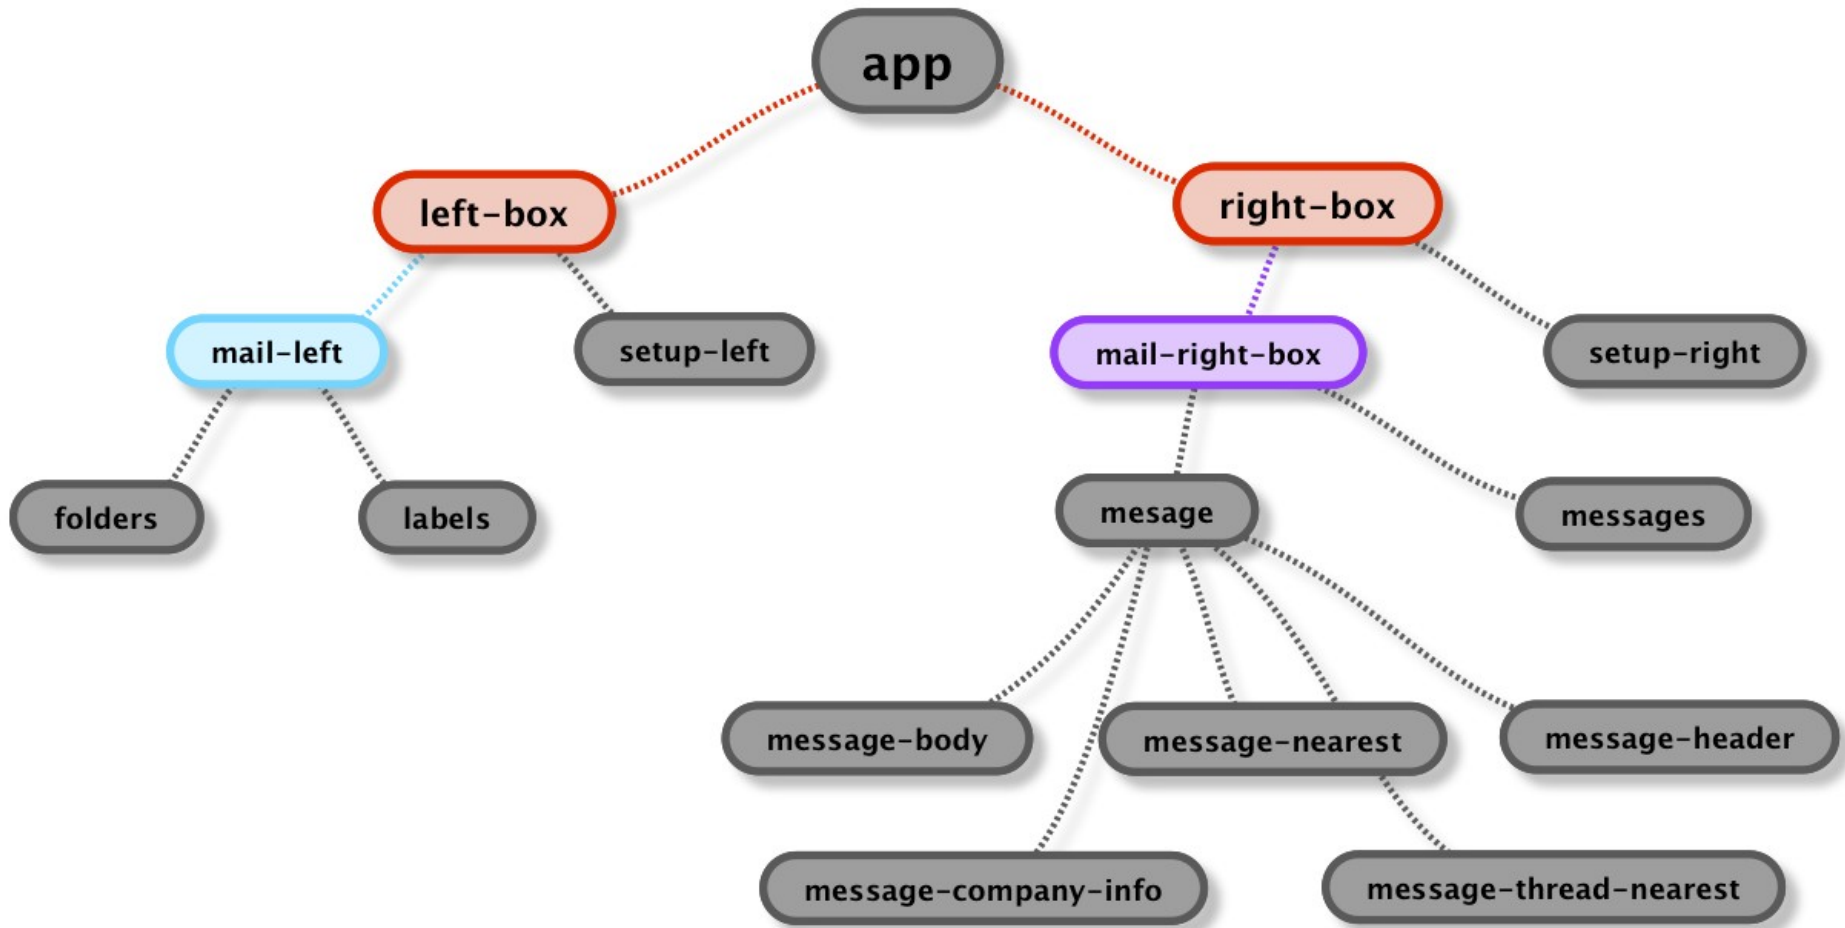 app
left-box
right-box
mail-left
setup-left
mail-right-box
setup-right
folders
labels
mesage
messages
message-body
message-nearest
message-header
message-company-info
message-thread-nearest